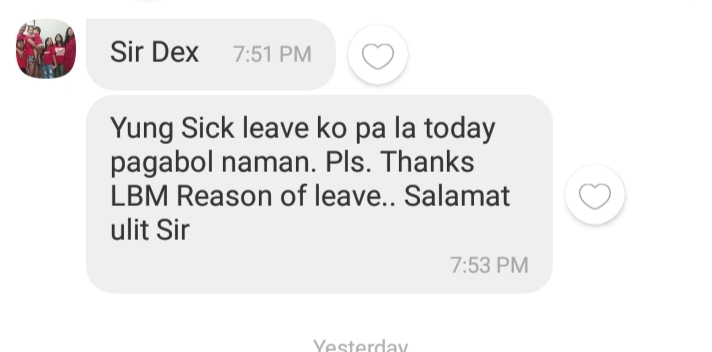 Sir Dex 7:51 PM
Yung Sick leave ko pa la today
pagabol naman. Pls. Thanks
LBM Reason of leave.. Salamat
ulit Sir
7:53 PM
Yesterday